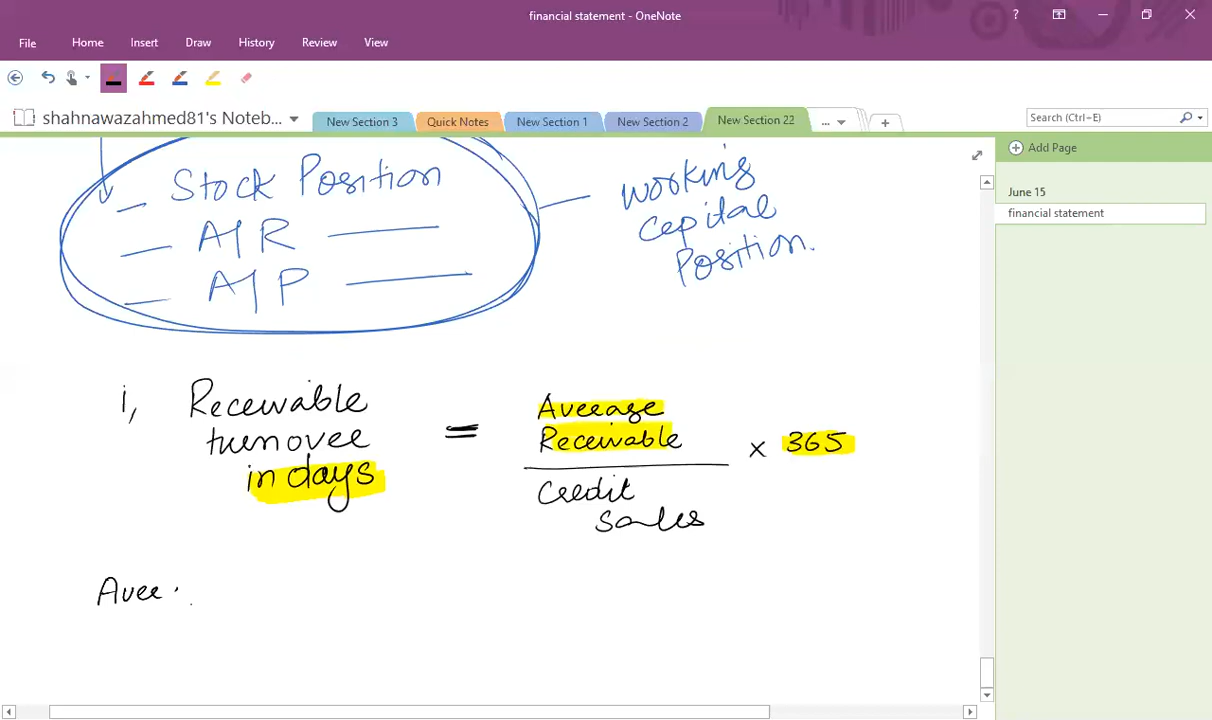 financial statement - OneNote
?
File Home Insert Draw History Review View
shahnawazahmed81's Noteb...
New Section 3 Quick Notes New Section 1 New Section 2 New Section 22 ...
Search (Ctrl+E)
Add Page
June 15
financial statement
– Stock Position
– A/R
– A/P
working
capital
Position.
i, Receivable
turnover
in days
= Average
Receivable
Credit
sales
x 365
Aver.